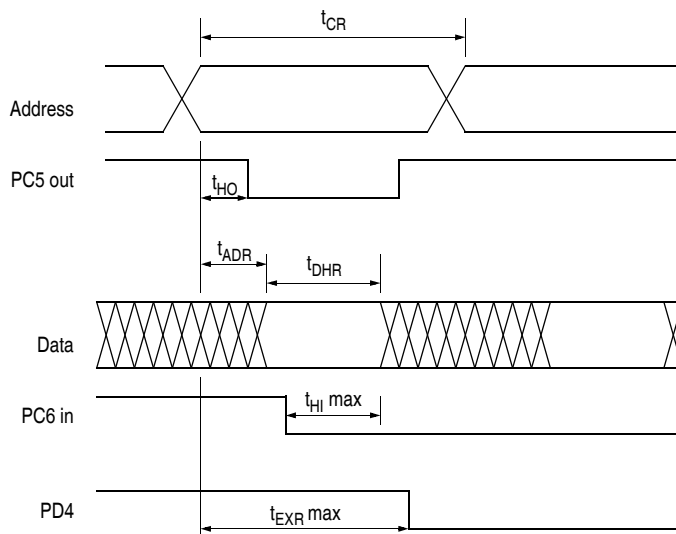 tCR
Address
PC5 out
tHO
tADR
tDHR
Data
tHI max
PC6 in
PD4
tEXR max